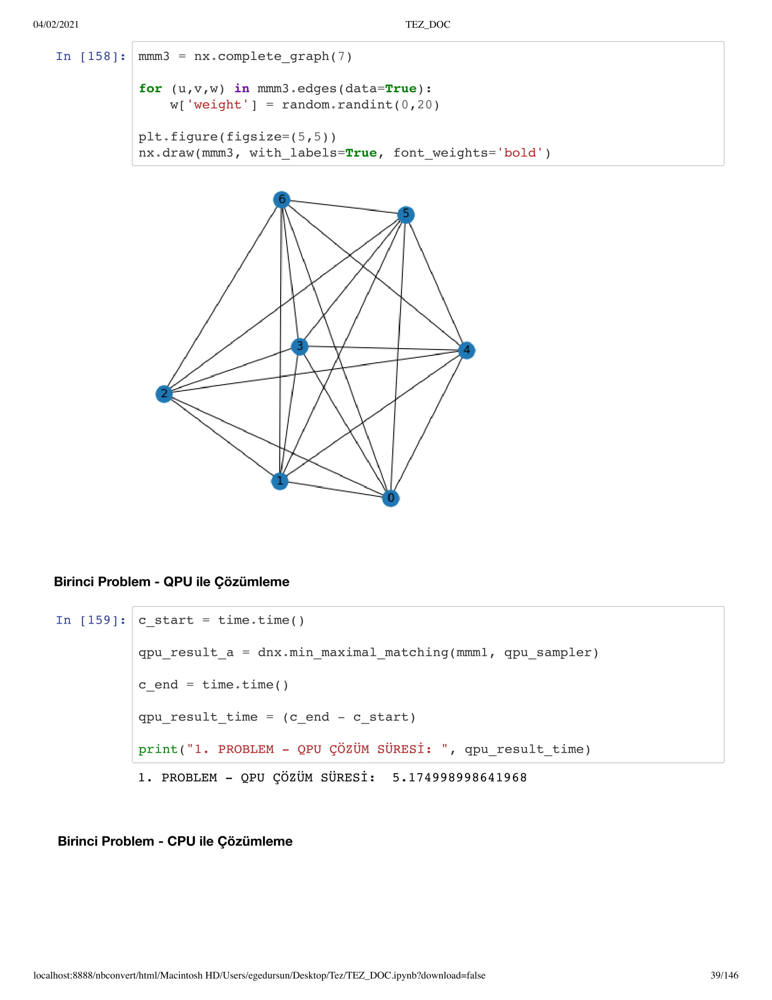 04/02/2021 TEZ_DOC
In [158]: mmm3 = nx.complete_graph(7)
for (u,v,w) in mmm3.edges(data=True):
    w['weight'] = random.randint(0,20)
plt.figure(figsize=(5,5))
nx.draw(mmm3, with_labels=True, font_weights='bold')
6
5
3
4
2
1
0
Birinci Problem - QPU ile Çözümleme
In [159]: c_start = time.time()
qpu_result_a = dnx.min_maximal_matching(mmm1, qpu_sampler)
c_end = time.time()
qpu_result_time = (c_end - c_start)
print("1. PROBLEM - QPU ÇÖZÜM SÜRESİ: ", qpu_result_time)
1. PROBLEM - QPU ÇÖZÜM SÜRESİ:  5.174998998641968
Birinci Problem - CPU ile Çözümleme
localhost:8888/nbconvert/html/Macintosh HD/Users/egedursun/Desktop/Tez/TEZ_DOC.ipynb?download=false 39/146